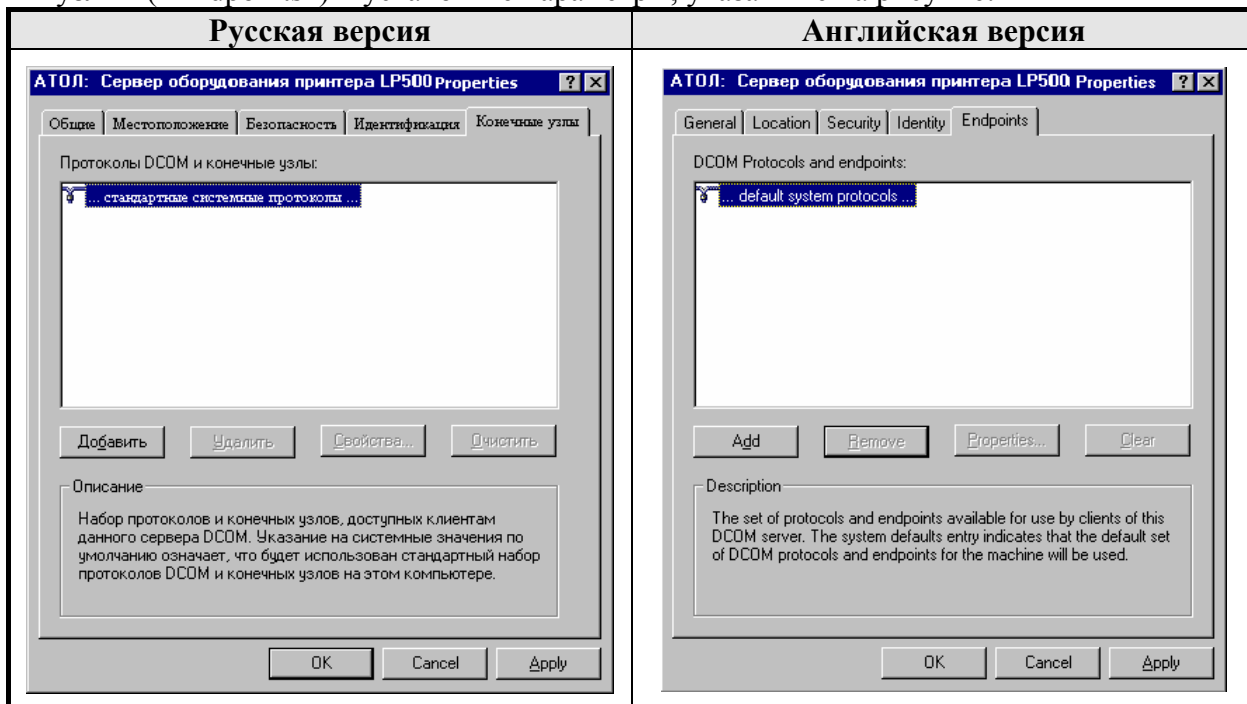 Русская версия
Английская версия
АТОЛ: Сервер оборудования принтера LP500 Properties
Общие Местоположение Безопасность Идентификация Конечные узлы
Протоколы DCOM и конечные узлы:
... стандартные системные протоколы ...
Добавить Удалить Свойства... Очистить
Описание
Набор протоколов и конечных узлов, доступных клиентам
данного сервера DCOM. Указание на системные значения по
умолчанию означает, что будет использован стандартный набор
протоколов DCOM и конечных узлов на этом компьютере.
OK Cancel Apply
АТОЛ: Сервер оборудования принтера LP500 Properties
General Location Security Identity Endpoints
DCOM Protocols and endpoints:
... default system protocols ...
Add Remove Properties... Clear
Description
The set of protocols and endpoints available for use by clients of this
DCOM server. The system defaults entry indicates that the default set
of DCOM protocols and endpoints for the machine will be used.
OK Cancel Apply